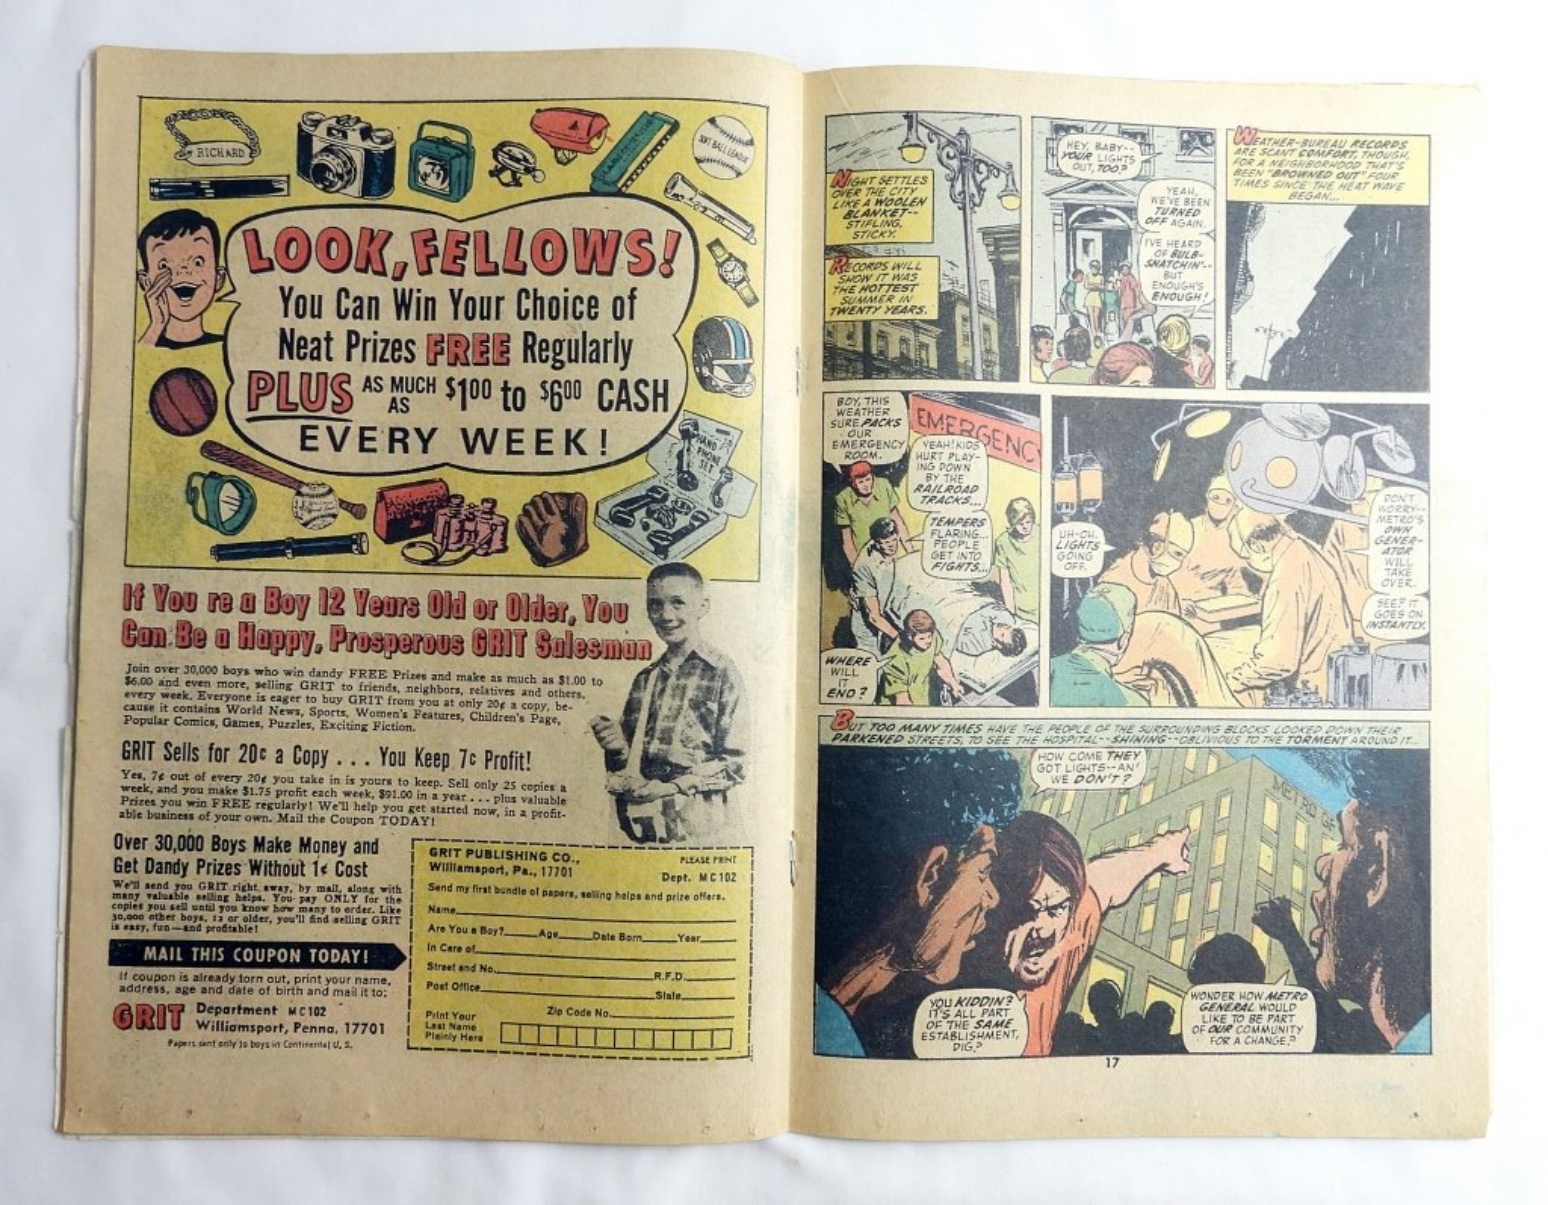 RICHARD
SOFT BALL LEAGUE
LOOK, FELLOWS!
You Can Win Your Choice of
Neat Prizes FREE Regularly
PLUS AS MUCH AS $1.00 to $6.00 CASH
EVERY WEEK!
HAND PHONE SET
If You re a Boy 12 Years Old or Older, You
Can Be a Happy, Prosperous GRIT Salesman
Join over 30,000 boys who win dandy FREE Prizes and make as much as $1.00 to
$6.00 and even more, selling GRIT to friends, neighbors, relatives and others,
every week. Everyone is eager to buy GRIT from you at only 20¢ a copy, be-
cause it contains World News, Sports, Women's Features, Children's Page,
Popular Comics, Games, Puzzles, Exciting Fiction.
GRIT Sells for 20¢ a Copy . . . You Keep 7¢ Profit!
Yes, 7¢ out of every 20¢ you take in is yours to keep. Sell only 25 copies a
week, and you make $1.75 profit each week, $91.00 in a year . . . plus valuable
Prizes you win FREE regularly! We'll help you get started now, in a profit-
able business of your own. Mail the Coupon TODAY!
Over 30,000 Boys Make Money and
Get Dandy Prizes Without 1¢ Cost
We'll send you GRIT right away, by mail, along with
many valuable selling helps. You pay ONLY for the
copies you sell until you know how many to order. Like
30,000 other boys, 12 or older, you'll find selling GRIT
is easy, fun—and profitable!
MAIL THIS COUPON TODAY!
If coupon is already torn out, print your name,
address, age and date of birth and mail it to:
GRIT Department MC102
Williamsport, Penna. 17701
Papers sent only to boys in Continental U. S.
GRIT PUBLISHING CO.,
Williamsport, Pa., 17701
PLEASE PRINT
Dept. MC102
Send my first bundle of papers, selling helps and prize offers.
Name
Are You a Boy? Age Date Born Year
In Care of
Street and No. R.F.D.
Post Office State
Zip Code No.
Print Your
Last Name
Plainly Here
NIGHT SETTLES
OVER THE CITY
LIKE A WOOLEN
BLANKET--
STIFLING,
STICKY.
RECORDS WILL
SHOW IT WAS
THE HOTTEST
SUMMER IN
TWENTY YEARS.
HEY, BABY--
YOUR LIGHTS
OUT, TOO?
YEAH,
WE'VE BEEN
TURNED
OFF AGAIN.
I'VE HEARD
OF BULB-
SNATCHIN'--
BUT
ENOUGH'S
ENOUGH!
WEATHER-BUREAU RECORDS
ARE SCANT COMFORT, THOUGH,
FOR A NEIGHBORHOOD THAT'S
BEEN "BROWNED OUT" FOUR
TIMES SINCE THE HEAT WAVE
BEGAN...
BOY, THIS
WEATHER
SURE PACKS
OUR
EMERGENCY
ROOM.
EMERGENC
YEAH! KIDS
HURT PLAY-
ING DOWN
BY THE
RAILROAD
TRACKS...
TEMPERS
FLARING...
PEOPLE
GET INTO
FIGHTS...
WHERE
WILL
IT
END?
UH-OH.
LIGHTS
GOING
OFF.
DON'T
WORRY--
METRO'S
OWN
GENER-
ATOR
WILL
TAKE
OVER.
SEE? IT
GOES ON
INSTANTLY.
BUT TOO MANY TIMES HAVE THE PEOPLE OF THE SURROUNDING BLOCKS LOOKED DOWN THEIR
DARKENED STREETS, TO SEE THE HOSPITAL--SHINING--OBLIVIOUS TO THE TORMENT AROUND IT...
HOW COME THEY
GOT LIGHTS--AN'
WE DON'T?
METRO GE
YOU KIDDIN'?
IT'S ALL PART
OF THE SAME
ESTABLISHMENT,
DIG?
WONDER HOW METRO
GENERAL WOULD
LIKE TO BE PART
OF OUR COMMUNITY
FOR A CHANGE?
17